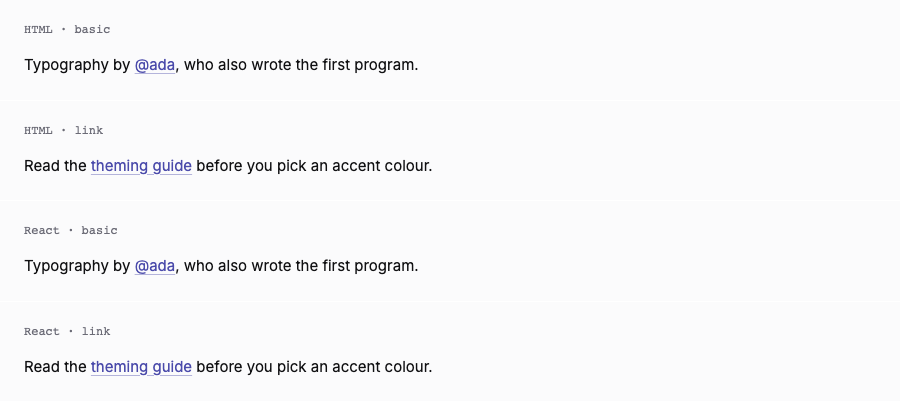 HTML · basic
Typography by @ada, who also wrote the first program.
HTML · link
Read the theming guide before you pick an accent colour.
React · basic
Typography by @ada, who also wrote the first program.
React · link
Read the theming guide before you pick an accent colour.